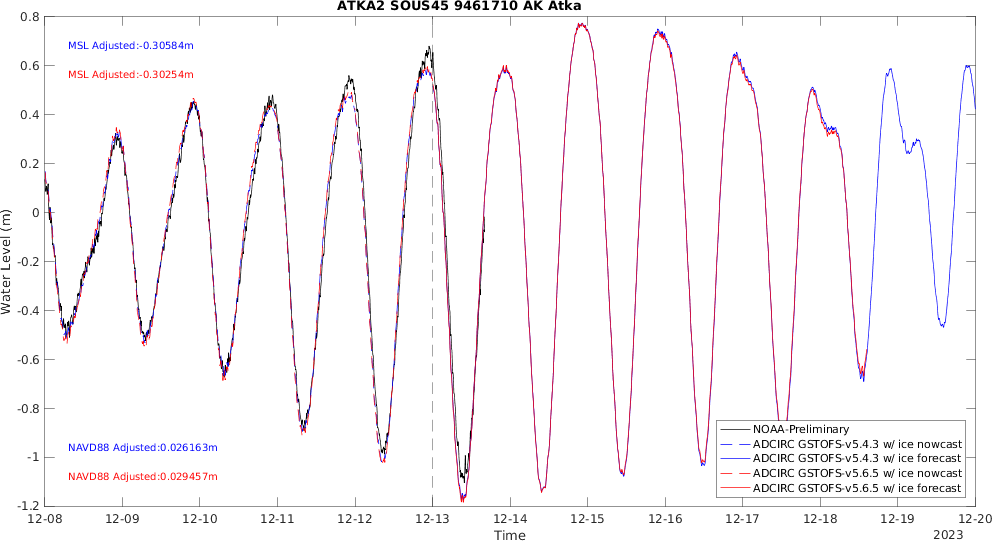 ATKA2 SOUS45 9461710 AK Atka
0.8
0.6
0.4
0.2
0
-0.2
-0.4
-0.6
-0.8
-1
-1.2
Water Level (m)
MSL Adjusted:-0.30584m
MSL Adjusted:-0.30254m
NAVD88 Adjusted:0.026163m
NAVD88 Adjusted:0.029457m
NOAA-Preliminary
ADCIRC GSTOFS-v5.4.3 w/ ice nowcast
ADCIRC GSTOFS-v5.4.3 w/ ice forecast
ADCIRC GSTOFS-v5.6.5 w/ ice nowcast
ADCIRC GSTOFS-v5.6.5 w/ ice forecast
12-08 12-09 12-10 12-11 12-12 12-13 12-14 12-15 12-16 12-17 12-18 12-19 12-20
Time
2023